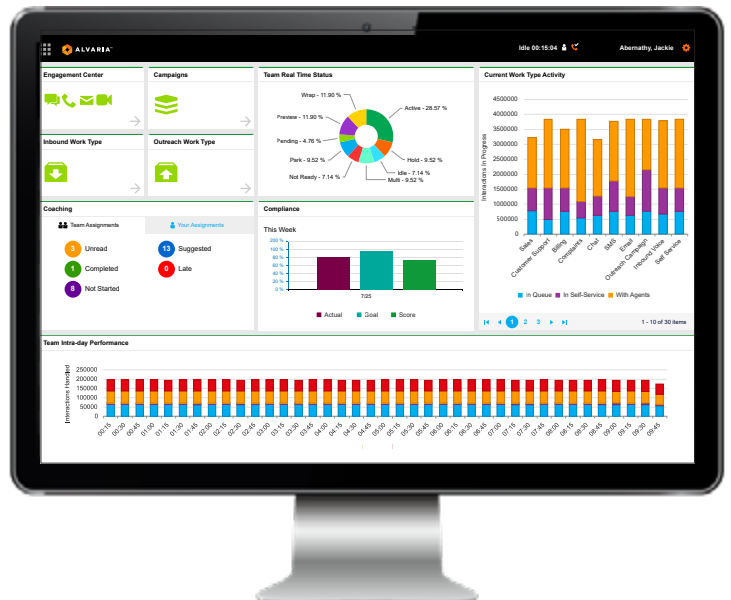 ALVARIA™
Idle 00:15:04
Abernathy, Jackie
Engagement Center
Campaigns
Inbound Work Type
Outreach Work Type
Team Real Time Status
Wrap - 11.90 %
Preview - 11.90 %
Pending - 4.76 %
Park - 9.52 %
Not Ready - 7.14 %
Active - 28.57 %
Hold - 9.52 %
Idle - 7.14 %
Multi - 9.52 %
Current Work Type Activity
Interactions In Progress
4500000
4000000
3500000
3000000
2500000
2000000
1500000
1000000
500000
0
Sales
Customer Support
Billing
Complaints
Chat
SMS
Email
Outreach Campaign
Inbound Voice
Self Service
in Queue
In Self-Service
With Agents
1 2 3
1 - 10 of 30 items
Coaching
Team Assignments
Your Assignments
3 Unread
1 Completed
8 Not Started
13 Suggested
0 Late
Compliance
This Week
200 %
160 %
120 %
80 %
40 %
0 %
7/25
Actual
Goal
Score
Team Intra-day Performance
Interactions Handled
250000
200000
150000
100000
50000
0
00:15
00:30
00:45
01:00
01:15
01:30
01:45
02:00
02:15
02:30
02:45
03:00
03:15
03:30
03:45
04:00
04:15
04:30
04:45
05:00
05:15
05:30
05:45
06:00
06:15
06:30
06:45
07:00
07:15
07:30
07:45
08:00
08:15
08:30
08:45
09:00
09:15
09:30
09:45